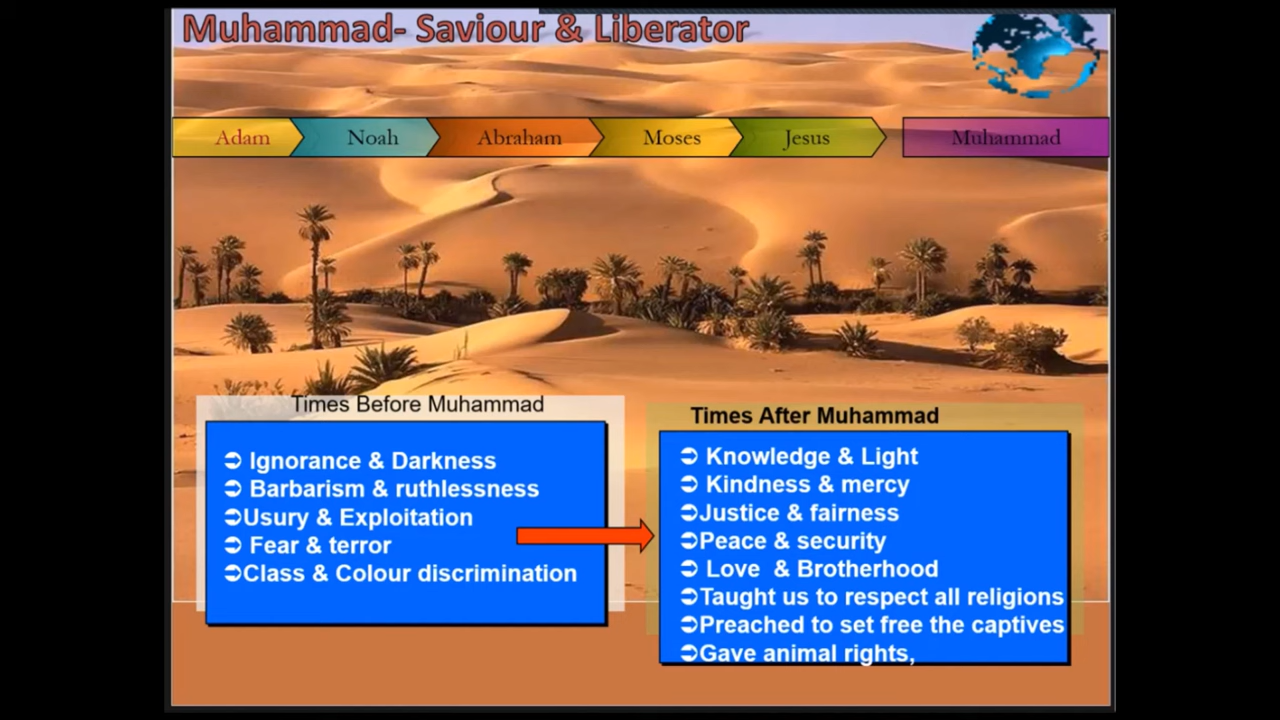 Muhammad- Saviour & Liberator
Adam Noah Abraham Moses Jesus Muhammad
Times Before Muhammad
➲ Ignorance & Darkness
➲ Barbarism & ruthlessness
➲Usury & Exploitation
➲ Fear & terror
➲Class & Colour discrimination
Times After Muhammad
➲ Knowledge & Light
➲ Kindness & mercy
➲Justice & fairness
➲Peace & security
➲ Love  & Brotherhood
➲Taught us to respect all religions
➲Preached to set free the captives
➲Gave animal rights,